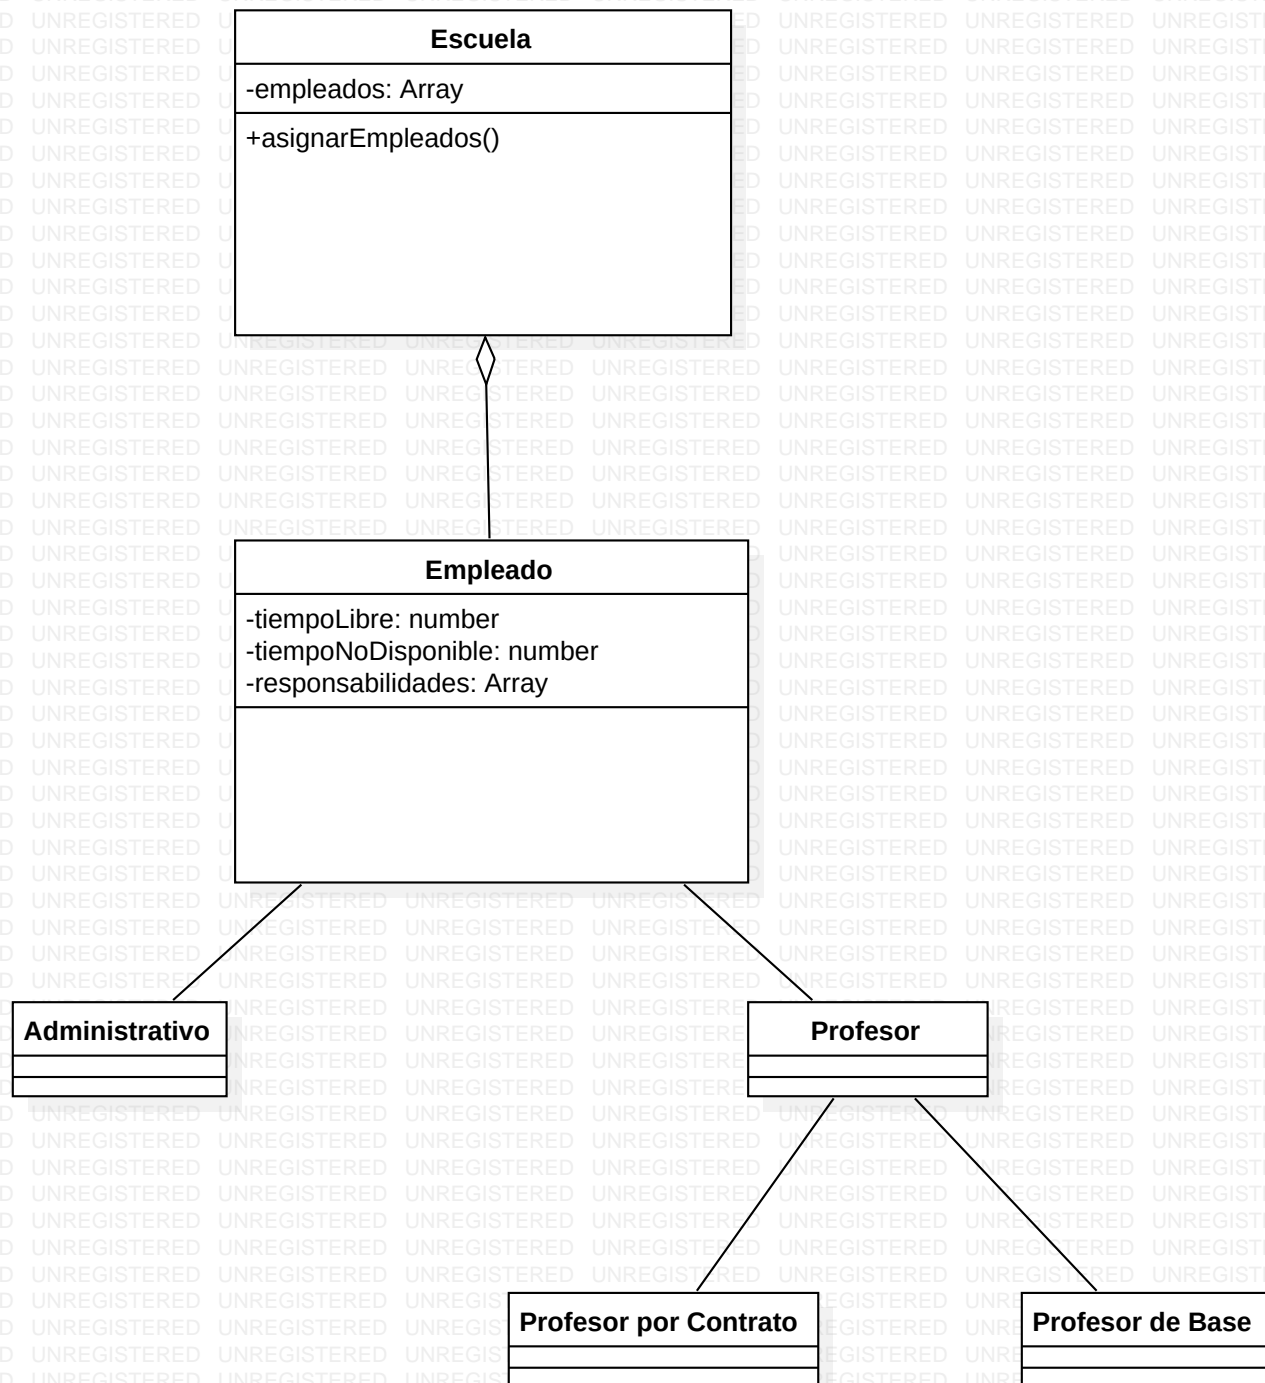 Escuela
-empleados: Array
+asignarEmpleados()
Empleado
-tiempoLibre: number
-tiempoNoDisponible: number
-responsabilidades: Array
Administrativo
Profesor
Profesor por Contrato
Profesor de Base
UNREGISTERED